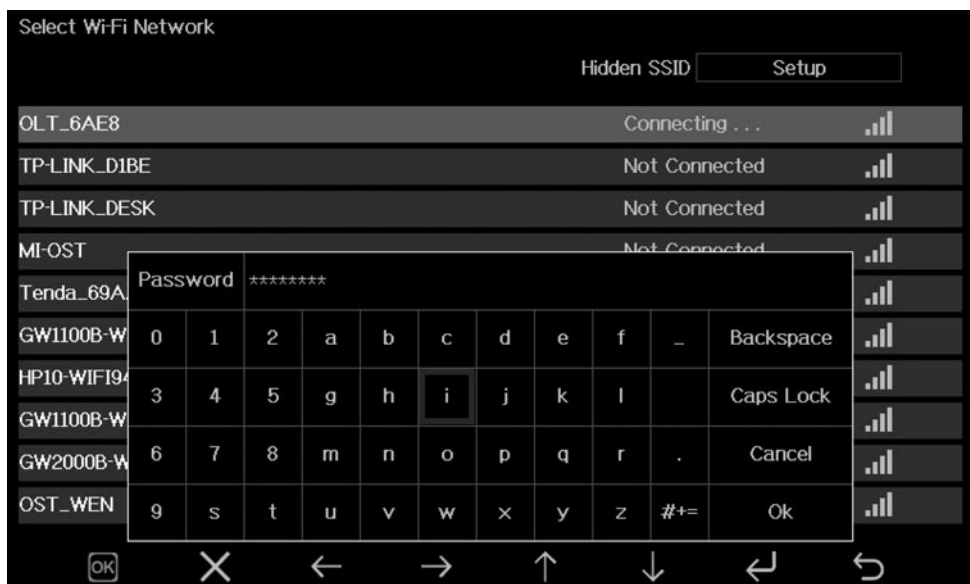 Select Wi-Fi Network
Hidden SSID Setup
OLT_6AE8 Connecting ...
TP-LINK_D1BE Not Connected
TP-LINK_DESK Not Connected
MI-OST Not Connected
Tenda_69A
GW1100B-W
HP10-WIFI94
GW1100B-W
GW2000B-W
OST_WEN
Password ********
0 1 2 a b c d e f _ Backspace
3 4 5 g h i j k l Caps Lock
6 7 8 m n o p q r . Cancel
9 s t u v w x y z #+= Ok
OK